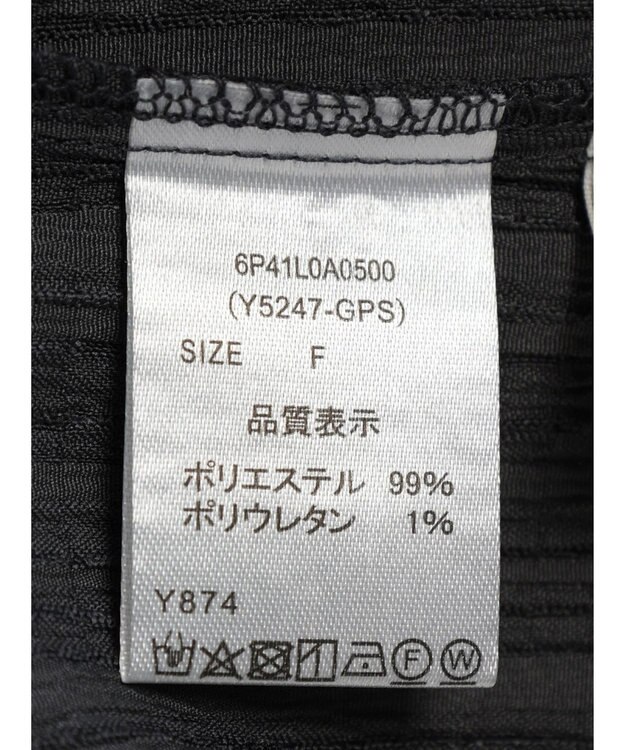 6P41L0A0500
(Y5247-GPS)
SIZE F
品質表示
ポリエステル 99%
ポリウレタン 1%
Y874
F W